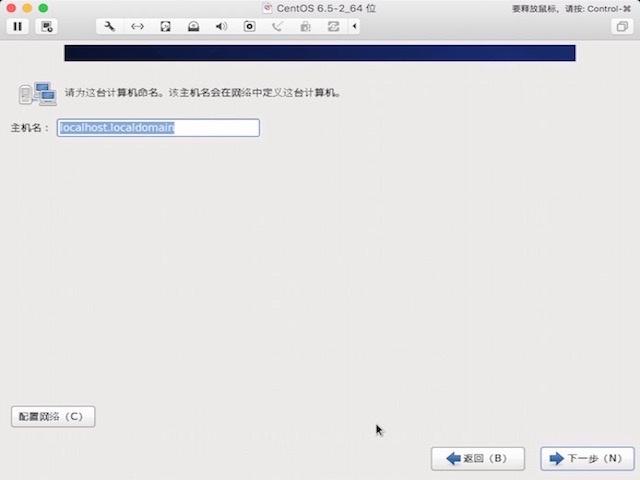 CentOS 6.5-2_64 位
要释放鼠标，请按: Control-⌘
请为这台计算机命名。该主机名会在网络中定义这台计算机。
主机名：
localhost.localdomain
配置网络（C）
返回（B）
下一步（N）